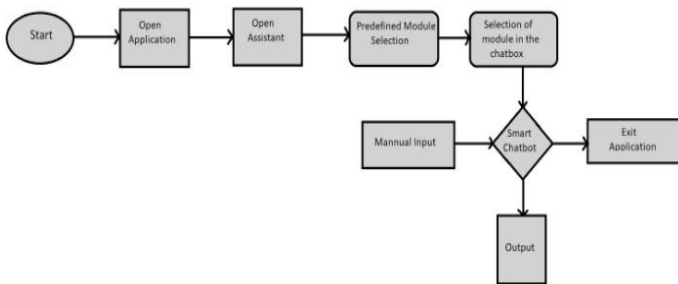 Start
Open
Application
Open
Assistant
Predefined Module
Selection
Selection of
module in the
chatbox
Mannual Input
Smart
Chatbot
Exit
Application
Output